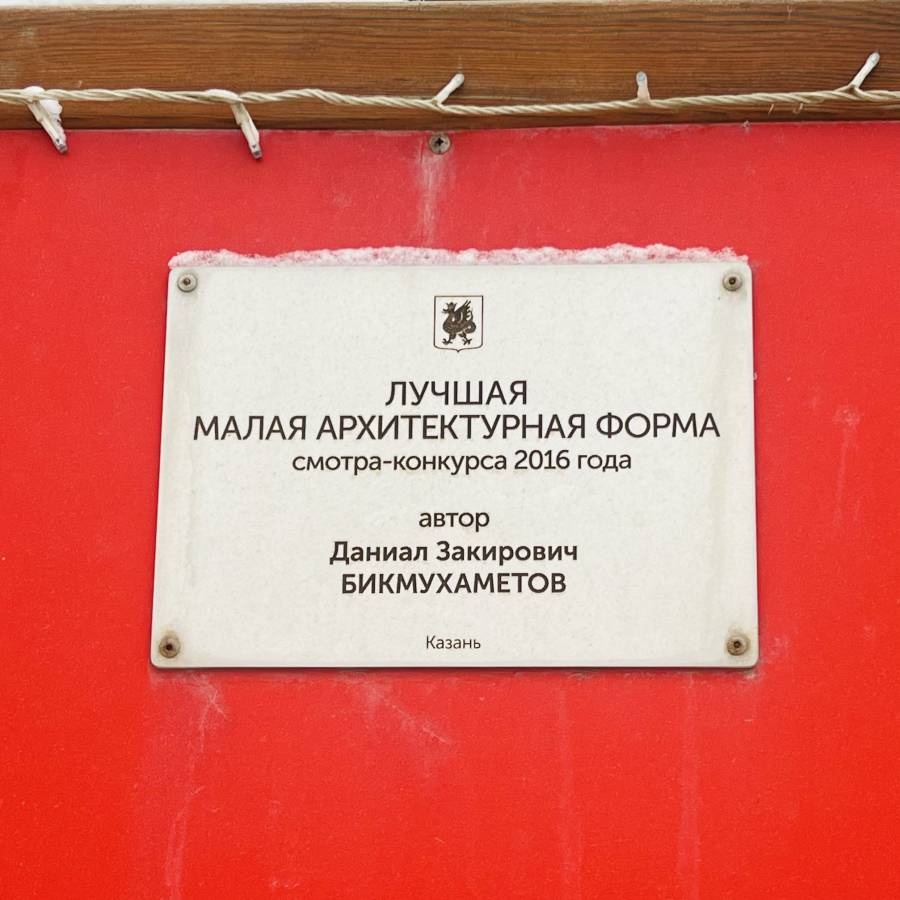 ЛУЧШАЯ
МАЛАЯ АРХИТЕКТУРНАЯ ФОРМА
смотра-конкурса 2016 года
автор
Даниал Закирович
БИКМУХАМЕТОВ
Казань